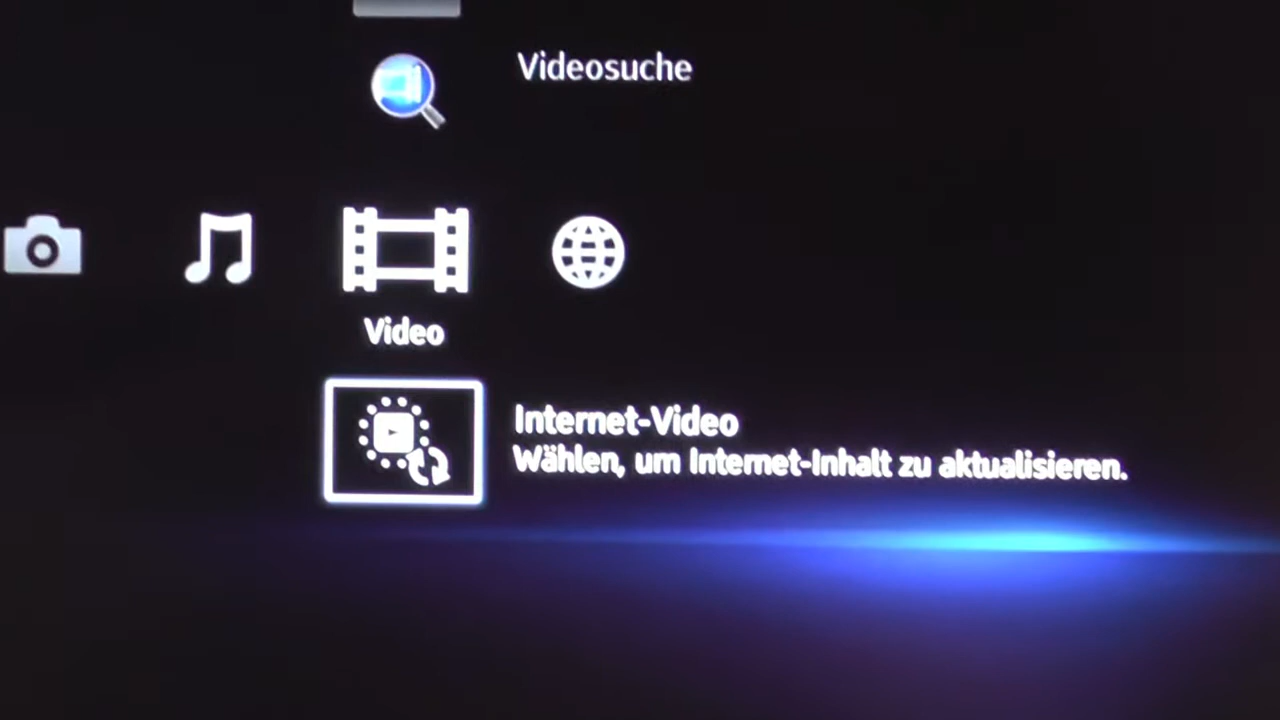 Videosuche
Video
Internet-Video
Wählen, um Internet-Inhalt zu aktualisieren.